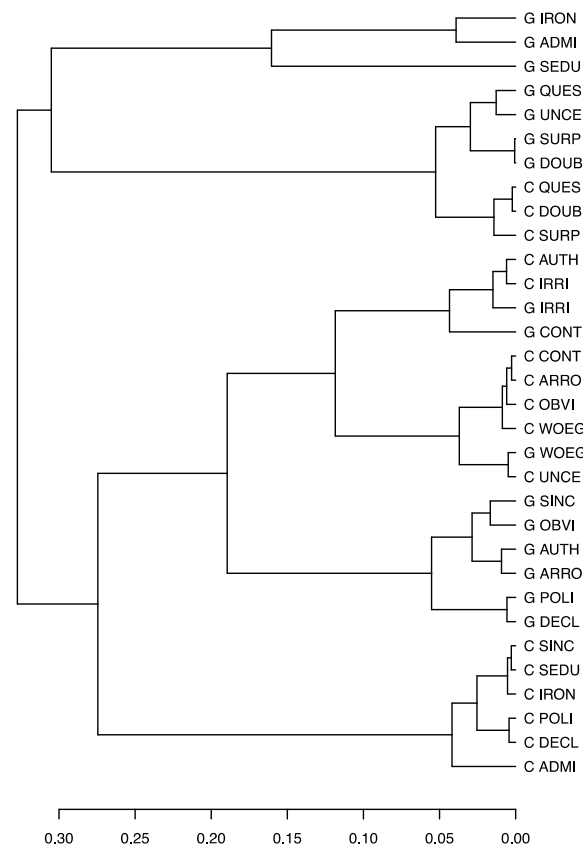 G IRON
G ADMI
G SEDU
G QUES
G UNCE
G SURP
G DOUB
C QUES
C DOUB
C SURP
C AUTH
C IRRI
G IRRI
G CONT
C CONT
C ARRO
C OBVI
C WOEG
G WOEG
C UNCE
G SINC
G OBVI
G AUTH
G ARRO
G POLI
G DECL
C SINC
C SEDU
C IRON
C POLI
C DECL
C ADMI
0.30 0.25 0.20 0.15 0.10 0.05 0.00